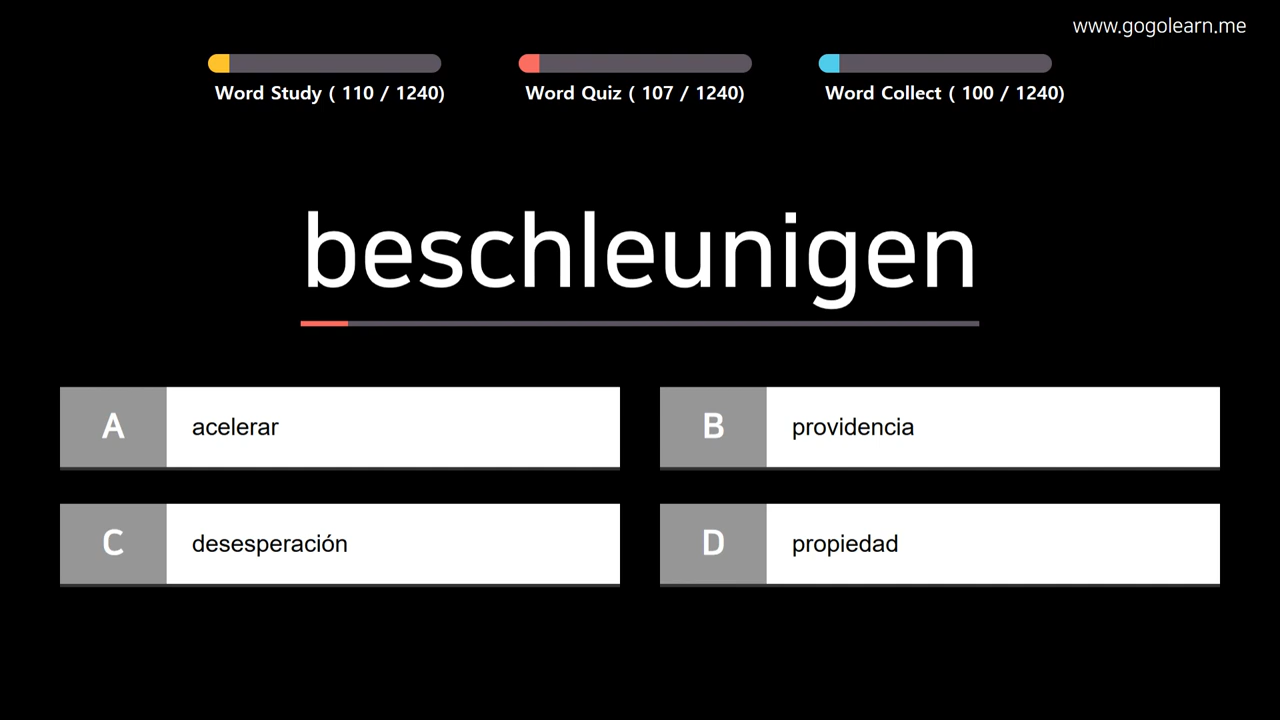 www.gogolearn.me
Word Study ( 110 / 1240)
Word Quiz ( 107 / 1240)
Word Collect ( 100 / 1240)
beschleunigen
A acelerar
B providencia
C desesperación
D propiedad